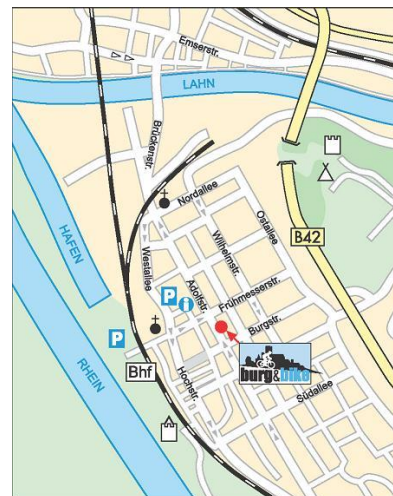 Emserstr.
LAHN
Brückenstr.
Nordallee
Ostallee
Wilhelmstr.
B42
HAFEN
Westallee
Adolfstr.
Frühmesserstr.
P
i
Burgstr.
P
RHEIN
Bhf
burg&bike
Hochstr.
Südallee